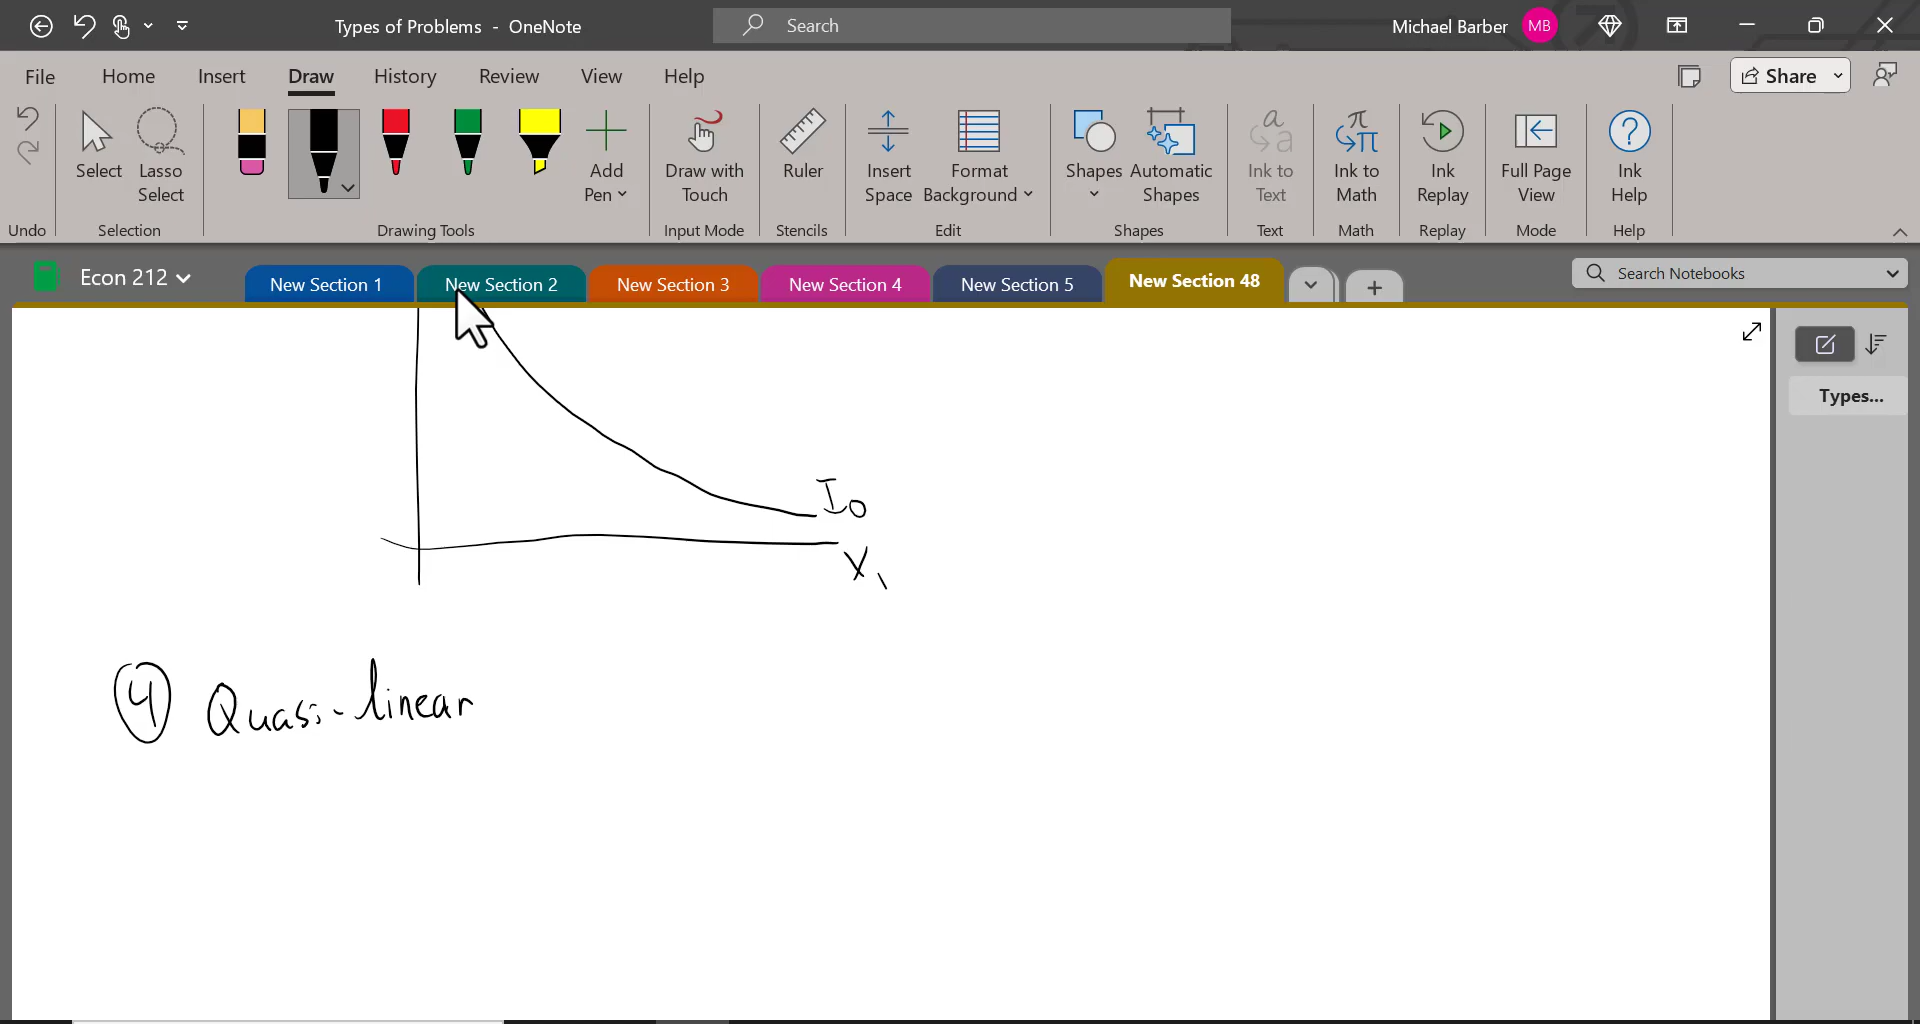 Types of Problems - OneNote
Search
Michael Barber
MB
File
Home
Insert
Draw
History
Review
View
Help
Share
Select
Lasso
Select
Add
Pen
Draw with
Touch
Ruler
Insert
Space
Format
Background
Shapes
Automatic
Shapes
a
a
Ink to
Text
π
π
Ink to
Math
Ink
Replay
Full Page
View
?
Ink
Help
Undo
Selection
Drawing Tools
Input Mode
Stencils
Edit
Shapes
Text
Math
Replay
Mode
Help
Econ 212
New Section 1
New Section 2
New Section 3
New Section 4
New Section 5
New Section 48
+
Search Notebooks
Types...
I₀
X₁
④ Quasi-linear